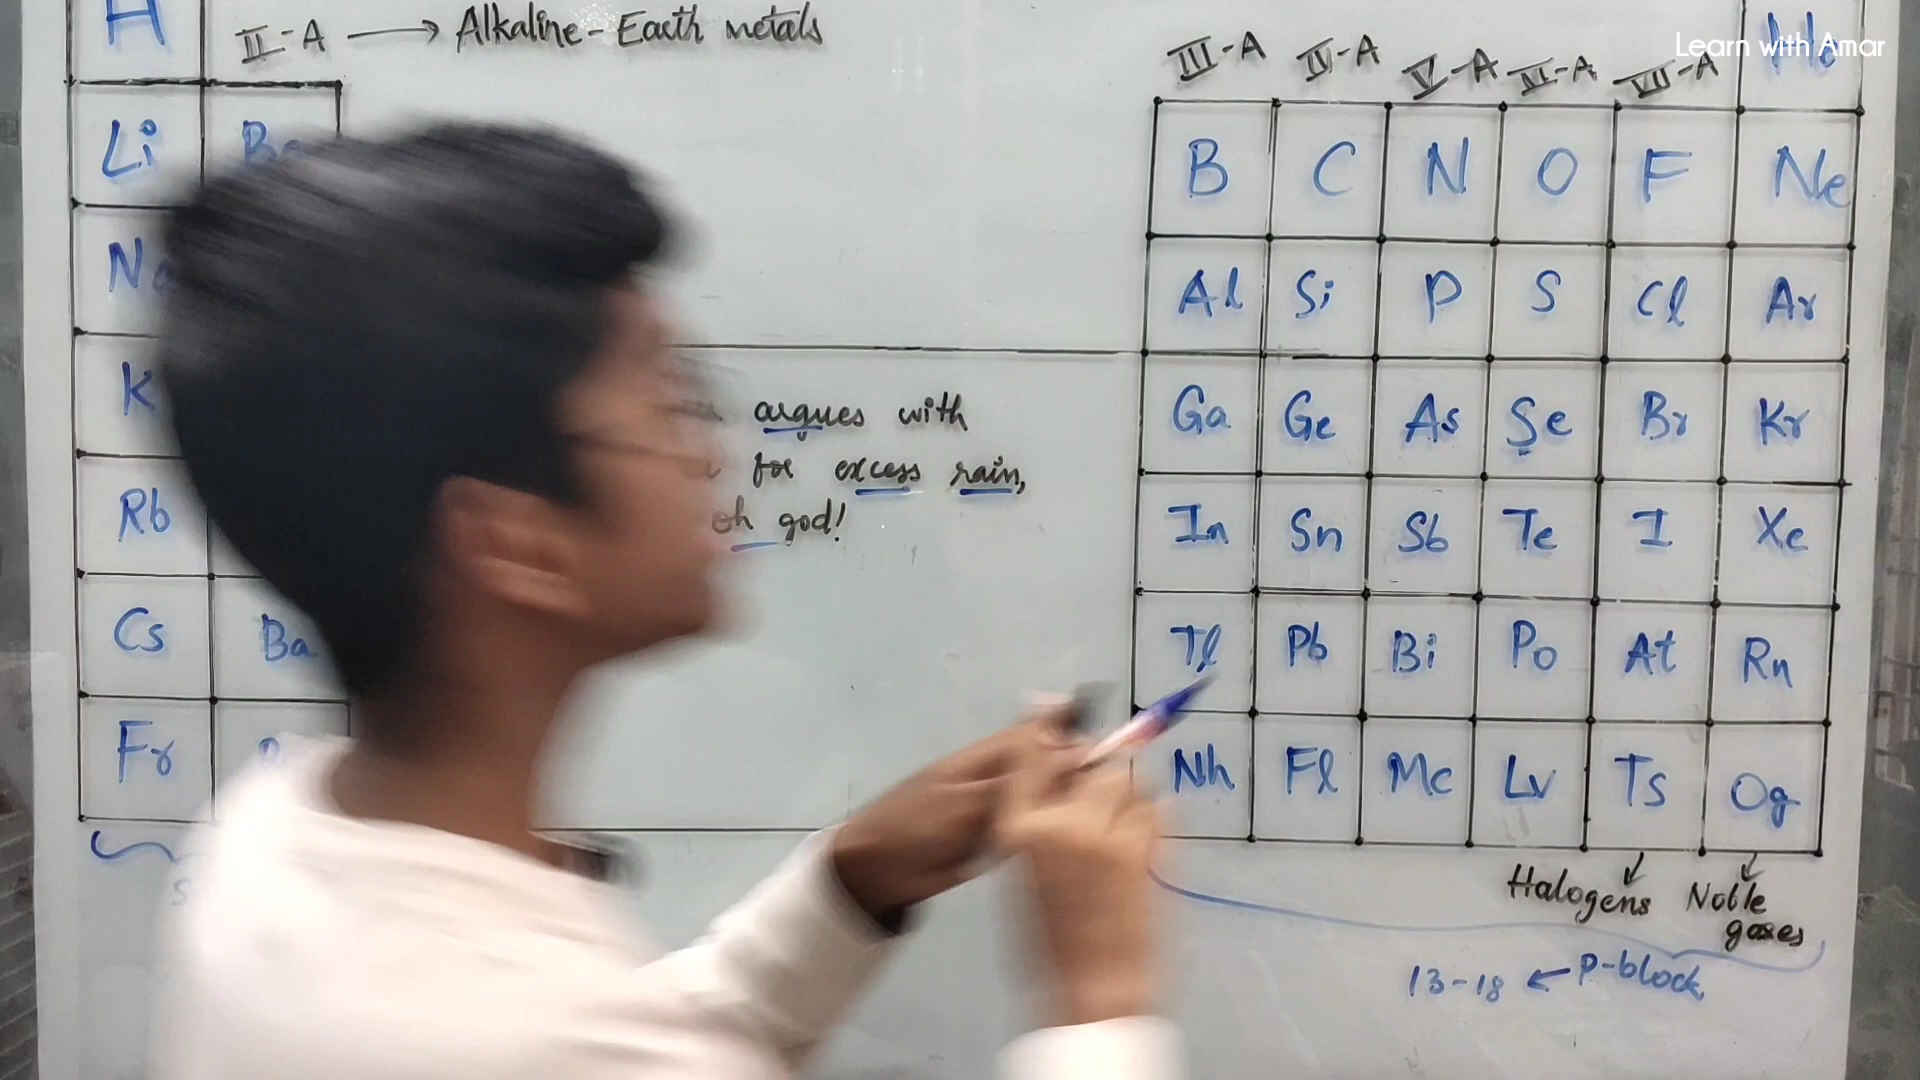 H
II-A → Alkaline-Earth metals
III-A IV-A V-A VI-A VII-A
Learn with Amar
Li
B C N O F Ne
Al Si P S Cl Ar
K
argues with
for excess rain,
oh god!
Ga Ge As Se Br Kr
Rb
In Sn Sb Te I Xe
Cs Ba
Tl Pb Bi Po At Rn
Fr
Nh Fl Mc Lv Ts Og
Halogens
Noble
gases
13-18 ← P-block